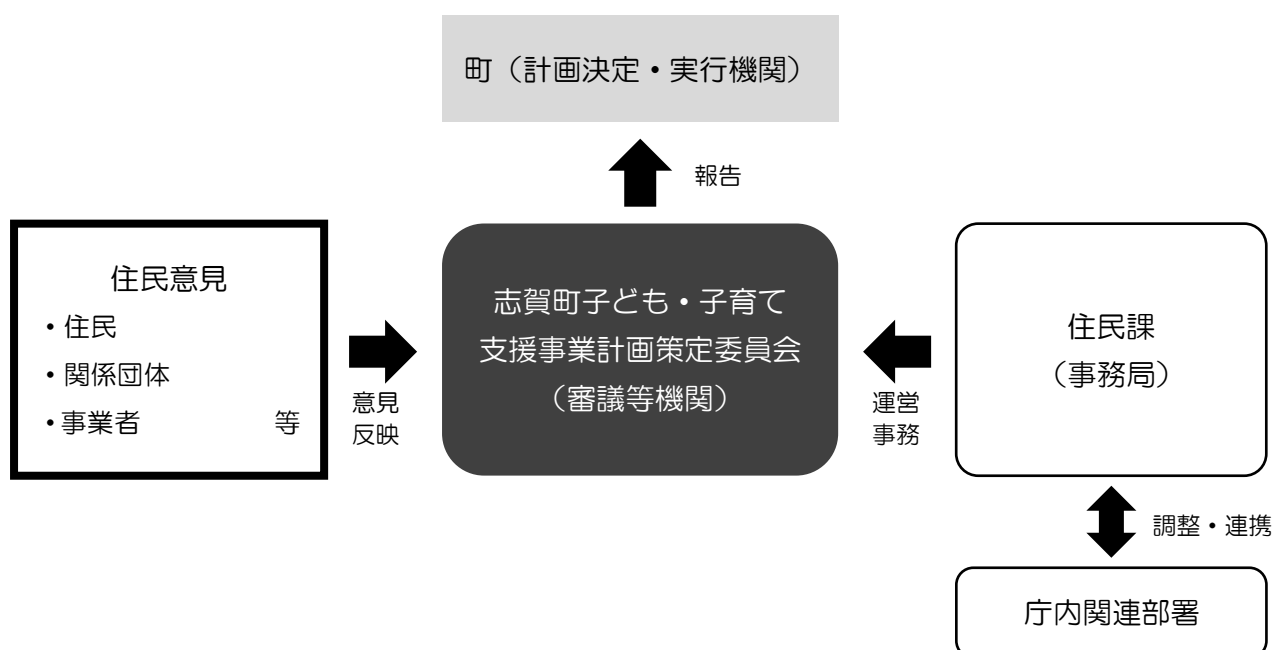 町（計画決定・実行機関）
報告
住民意見
・住民
・関係団体
・事業者　　　　　等
意見
反映
志賀町子ども・子育て
支援事業計画策定委員会
（審議等機関）
運営
事務
住民課
（事務局）
調整・連携
庁内関連部署